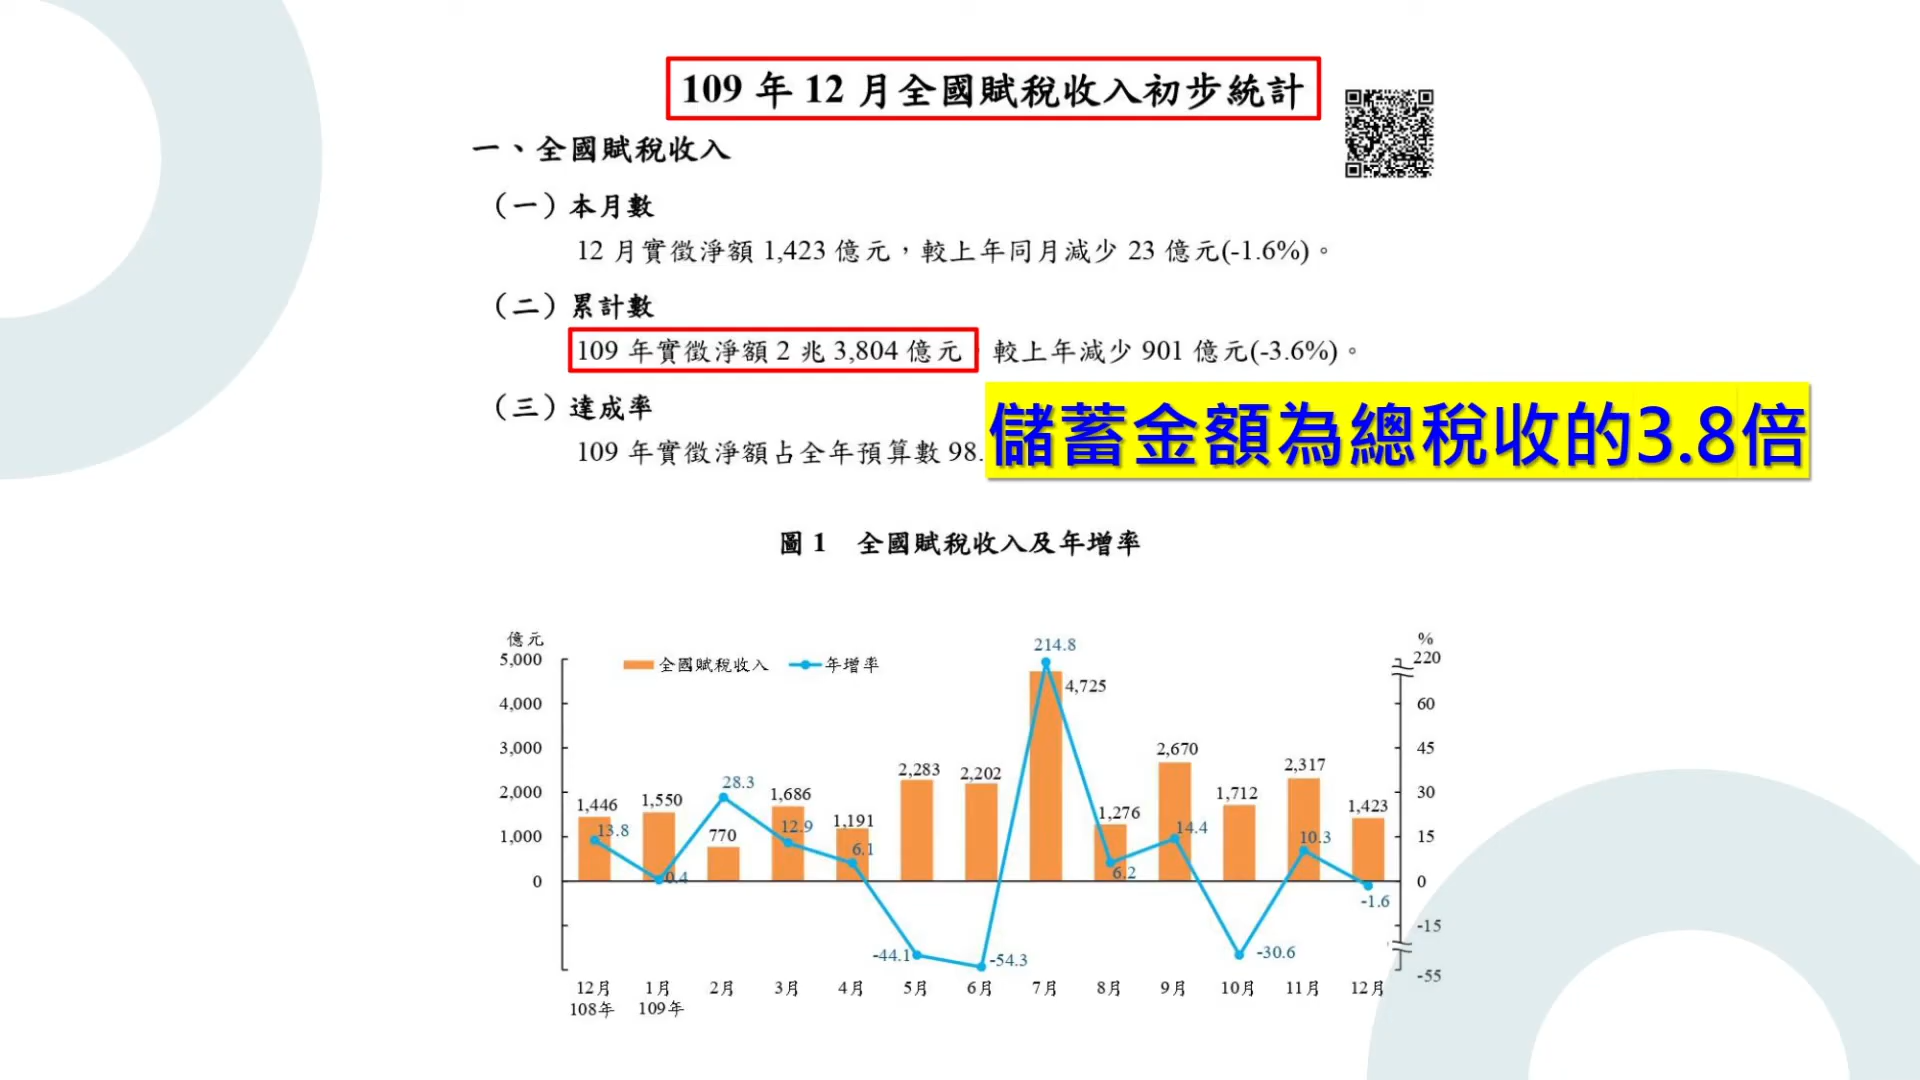 109 年 12 月全國賦稅收入初步統計
一、全國賦稅收入
（一）本月數
12 月實徵淨額 1,423 億元，較上年同月減少 23 億元(-1.6%)。
（二）累計數
109 年實徵淨額 2 兆 3,804 億元，較上年減少 901 億元(-3.6%)。
（三）達成率
109 年實徵淨額占全年預算數 98.
儲蓄金額為總稅收的3.8倍
圖 1　全國賦稅收入及年增率
億元 %
全國賦稅收入 年增率
5,000 4,000 3,000 2,000 1,000 0
220 60 45 30 15 0 -15 -55
1,446 1,550 770 1,686 1,191 2,283 2,202 4,725 1,276 2,670 1,712 2,317 1,423
13.8 0.4 28.3 12.9 6.1 -44.1 -54.3 214.8 6.2 14.4 -30.6 10.3 -1.6
12月 1月 2月 3月 4月 5月 6月 7月 8月 9月 10月 11月 12月
108年 109年